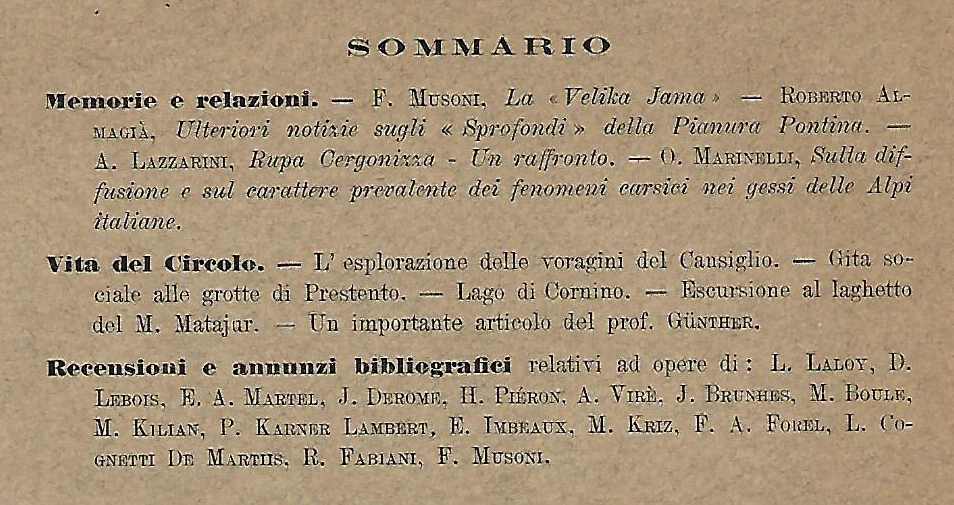 SOMMARIO
Memorie e relazioni. — F. MUSONI, La « Velika Jama » — ROBERTO AL-
MAGIÀ, Ulteriori notizie sugli « Sprofondi » della Pianura Pontina. —
A. LAZZARINI, Rupa Cergonizza - Un raffronto. — O. MARINELLI, Sulla dif-
fusione e sul carattere prevalente dei fenomeni carsici nei gessi delle Alpi
italiane.
Vita del Circolo. — L' esplorazione delle voragini del Cansiglio. — Gita so-
ciale alle grotte di Prestento. — Lago di Cornino. — Escursione al laghetto
del M. Matajur. — Un importante articolo del prof. GÜNTHER.
Recensioni e annunzi bibliografici relativi ad opere di : L. LALOY, D.
LEBOIS, E. A. MARTEL, J. DEROME, H. PIÉRON, A. VIRÈ, J. BRUNHES, M. BOULE,
M. KILIAN, P. KARNER LAMBERT, E. IMBEAUX, M. KRIZ, F. A. FOREL, L. CO-
GNETTI DE MARTIIS, R. FABIANI, F. MUSONI.